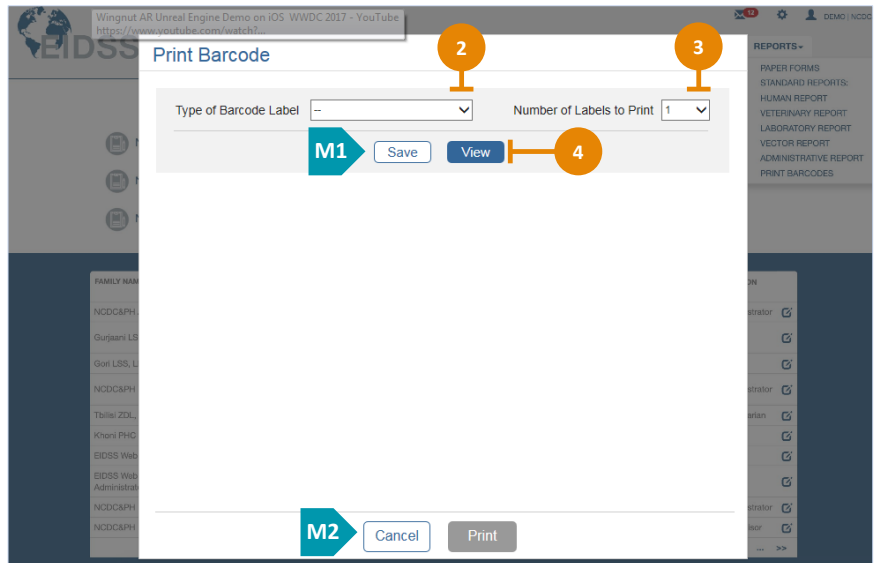 Wingnut AR Unreal Engine Demo on iOS WWDC 2017 - YouTube
https://www.youtube.com/watch?...
EIDSS
12
DEMO | NCDC
Print Barcode
2
3
REPORTS
PAPER FORMS
STANDARD REPORTS:
HUMAN REPORT
VETERINARY REPORT
LABORATORY REPORT
VECTOR REPORT
ADMINISTRATIVE REPORT
PRINT BARCODES
Type of Barcode Label --
Number of Labels to Print 1
M1
Save
View
4
N
N
N
FAMILY NAM
ON
NCDC&PH
strator
Gurjaani LS
Gori LSS, L
NCDC&PH
strator
Tbilisi ZDL,
artan
Khoni PHC
EIDSS Web
EIDSS Web
Administrat
NCDC&PH
strator
NCDC&PH
isor
... >>
M2
Cancel
Print